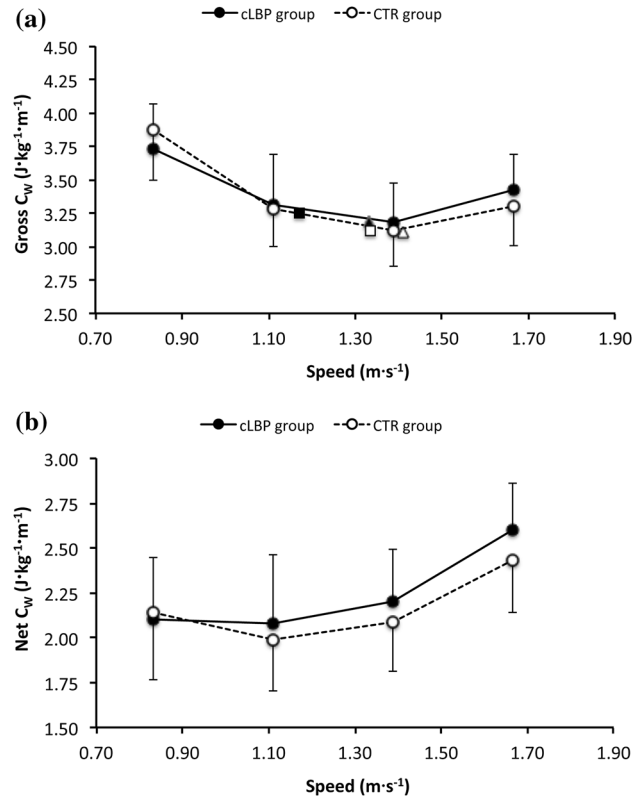 (a)
cLBP group CTR group
4.50
4.00
3.75
3.50
3.25
3.00
2.75
2.50
Gross CW (J·kg-1·m-1)
0.70 0.90 1.10 1.30 1.50 1.70 1.90
Speed (m·s-1)
(b)
cLBP group CTR group
3.00
2.75
2.50
2.25
2.00
1.75
1.50
Net CW (J·kg-1·m-1)
0.70 0.90 1.10 1.30 1.50 1.70 1.90
Speed (m·s-1)